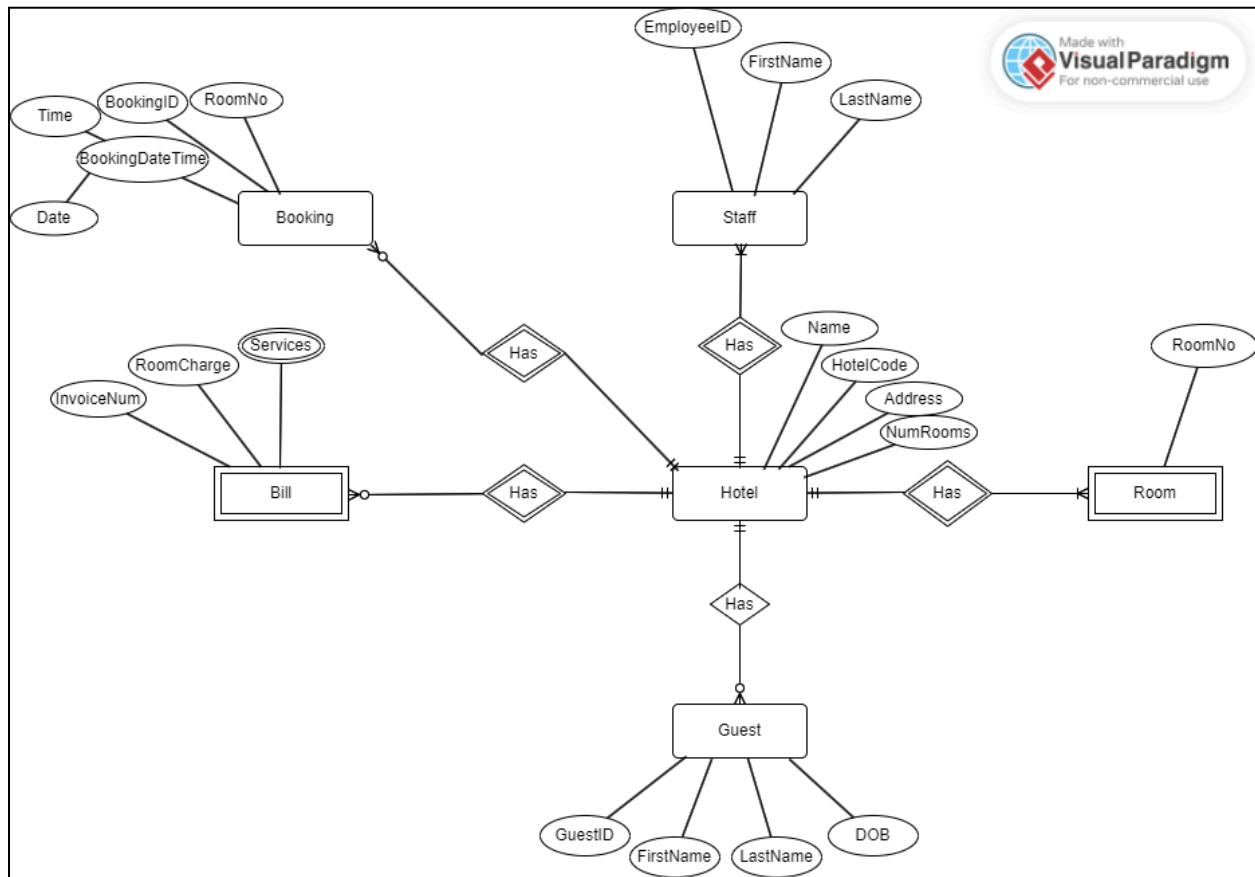 EmployeeID
FirstName
LastName
Made with
Visual Paradigm
For non-commercial use
Time
BookingID
RoomNo
BookingDateTime
Date
Booking
Staff
Has
Has
Services
RoomCharge
InvoiceNum
Name
HotelCode
Address
NumRooms
RoomNo
Bill
Has
Hotel
Has
Room
Has
Guest
GuestID
FirstName
LastName
DOB